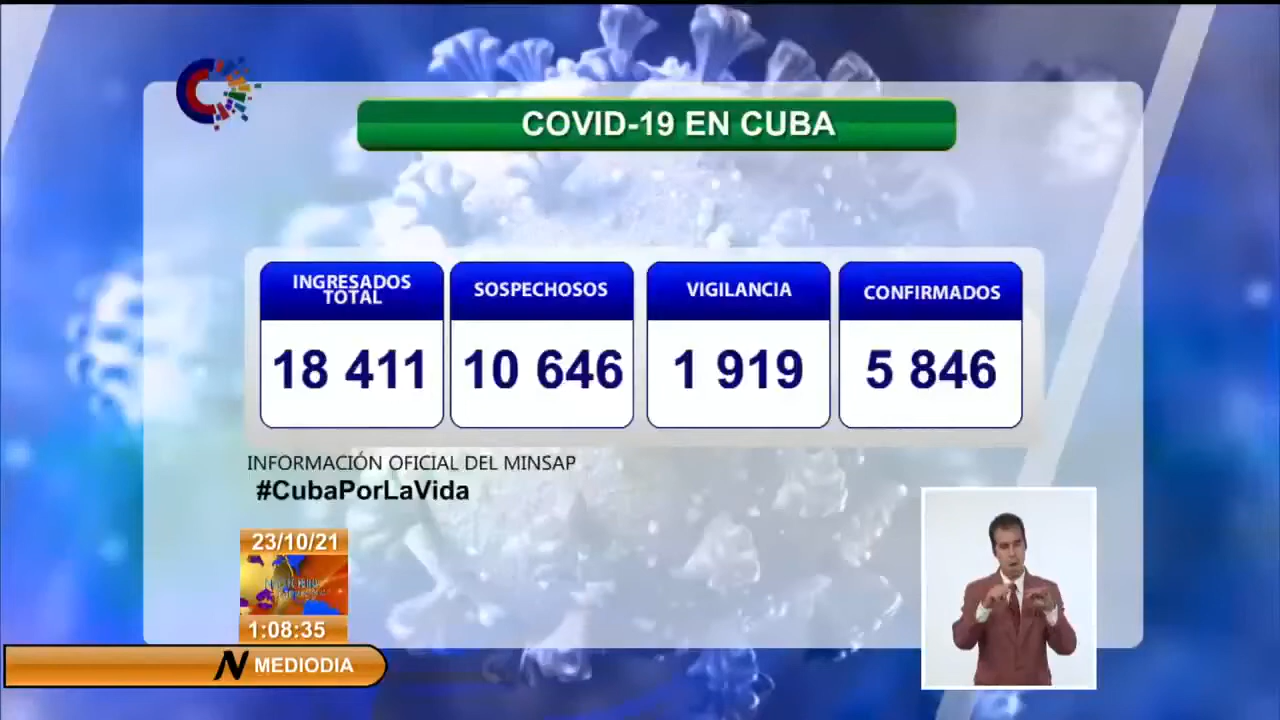 COVID-19 EN CUBA
INGRESADOS
TOTAL
SOSPECHOSOS
VIGILANCIA
CONFIRMADOS
18 411
10 646
1 919
5 846
INFORMACIÓN OFICIAL DEL MINSAP
#CubaPorLaVida
23/10/21
1:08:35
N MEDIODIA